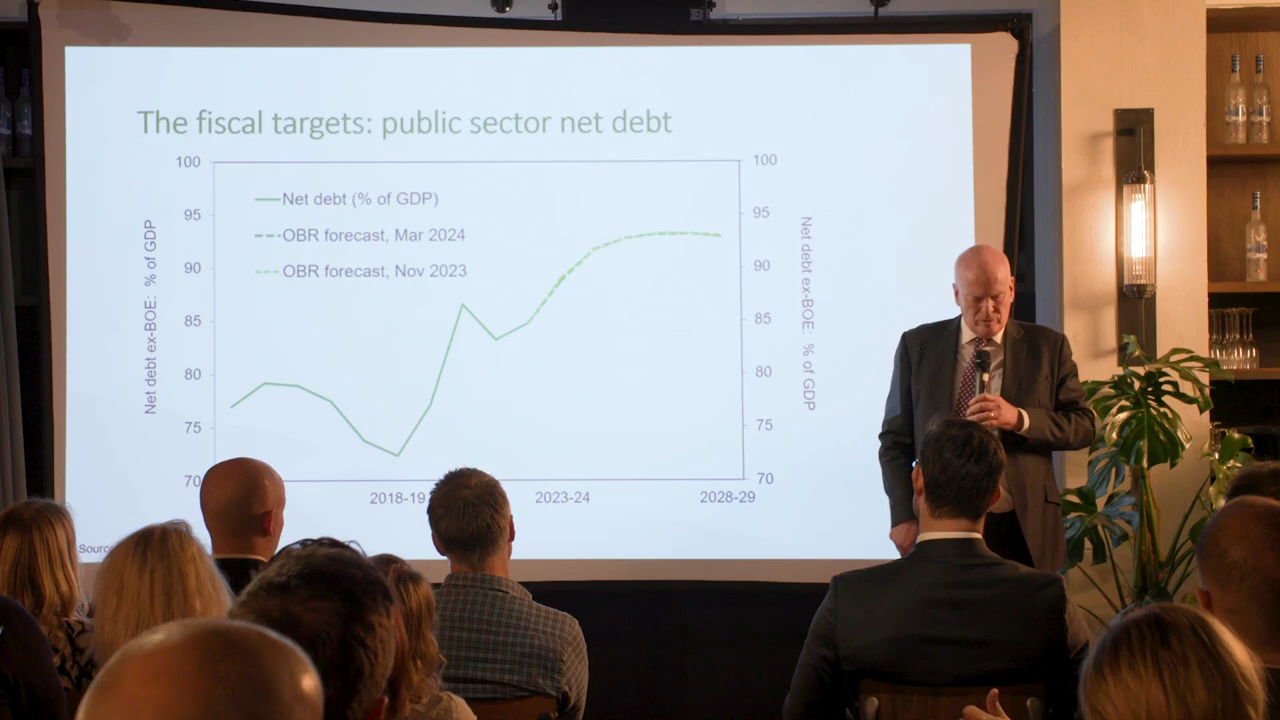 The fiscal targets: public sector net debt
100
95
90
85
80
75
70
Net debt ex-BOE: % of GDP
Net debt (% of GDP)
OBR forecast, Mar 2024
OBR forecast, Nov 2023
100
95
90
85
80
75
70
Net debt ex-BOE: % of GDP
2018-19
2023-24
2028-29